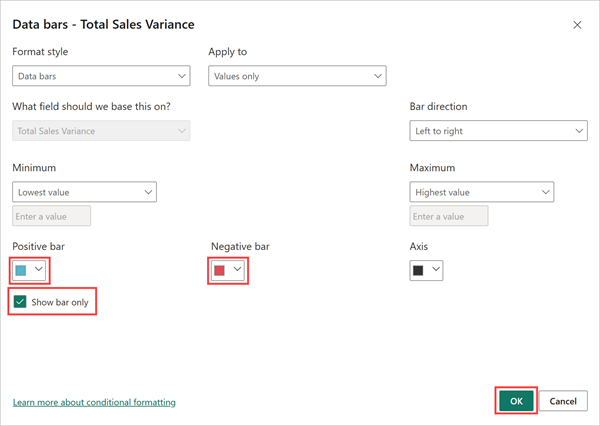 Data bars - Total Sales Variance
Format style
Apply to
Data bars
Values only
What field should we base this on?
Bar direction
Total Sales Variance
Left to right
Minimum
Maximum
Lowest value
Highest value
Enter a value
Enter a value
Positive bar
Negative bar
Axis
Show bar only
Learn more about conditional formatting
OK
Cancel